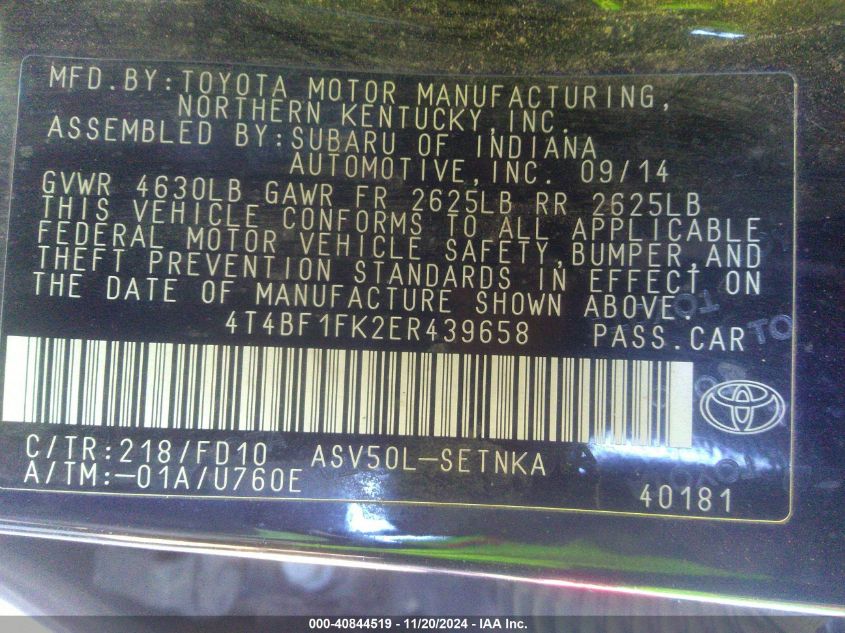 MFD.BY:TOYOTA MOTOR MANUFACTURING,
NORTHERN KENTUCKY,INC.
ASSEMBLED BY:SUBARU OF INDIANA
AUTOMOTIVE,INC. 09/14
GVWR 4630LB GAWR FR 2625LB RR 2625LB
THIS VEHICLE CONFORMS TO ALL APPLICABLE
FEDERAL MOTOR VEHICLE SAFETY,BUMPER,AND
THEFT PREVENTION STANDARDS IN EFFECT ON
THE DATE OF MANUFACTURE SHOWN ABOVE.
4T4BF1FK2ER439658 PASS.CAR
C/TR:218/FD10 ASV50L-SETNKA
A/TM:-01A/U760E
40181
000-40844519 - 11/20/2024 - IAA Inc.